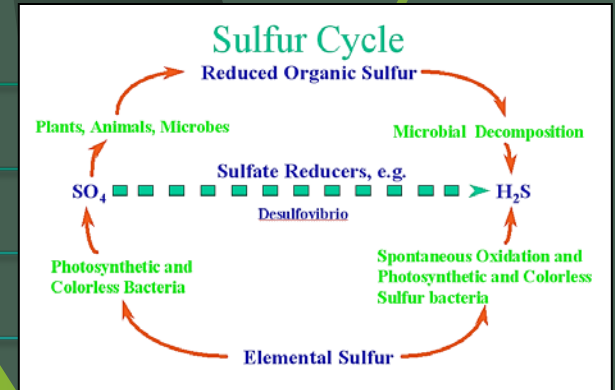 Sulfur Cycle
Reduced Organic Sulfur
Plants, Animals, Microbes
Microbial Decomposition
Sulfate Reducers, e.g.
SO₄
H₂S
Desulfovibrio
Photosynthetic and
Colorless Bacteria
Spontaneous Oxidation and
Photosynthetic and Colorless
Sulfur bacteria
Elemental Sulfur